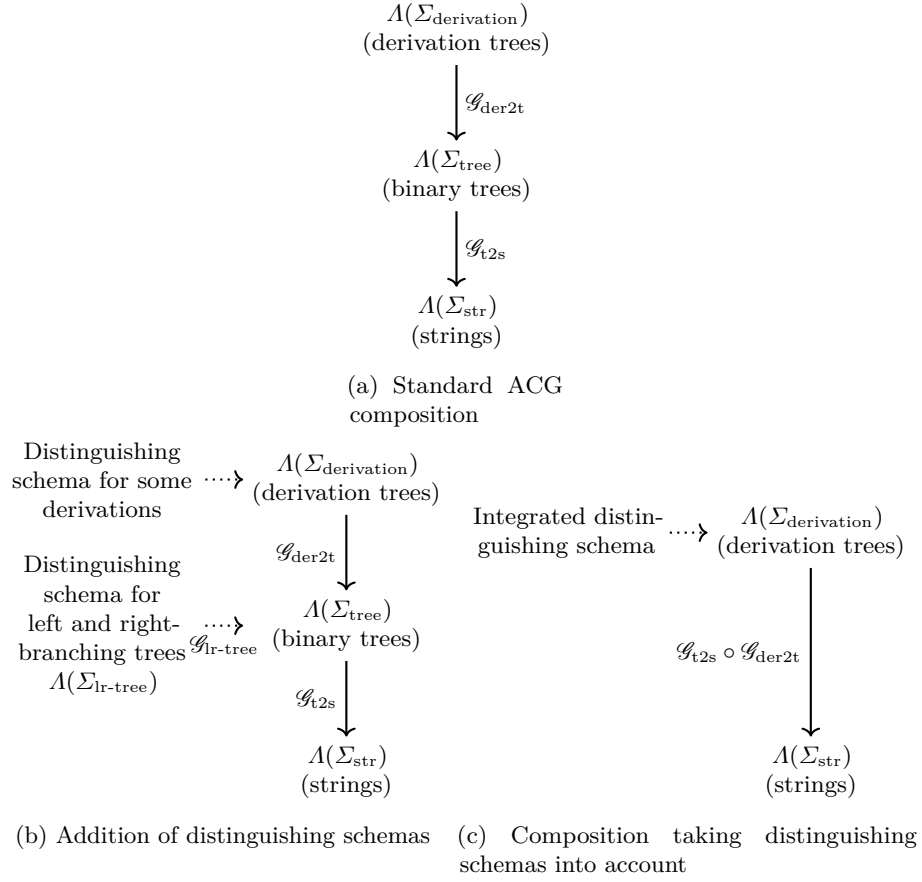 Λ(Σderivation)
(derivation trees)
𝒢der2t
Λ(Σtree)
(binary trees)
𝒢t2s
Λ(Σstr)
(strings)
(a) Standard ACG
composition
Distinguishing
schema for some
derivations
Λ(Σderivation)
(derivation trees)
𝒢der2t
Distinguishing
schema for
left and right-
branching trees
Λ(Σlr-tree)
𝒢lr-tree
Λ(Σtree)
(binary trees)
𝒢t2s
Λ(Σstr)
(strings)
(b) Addition of distinguishing schemas
Integrated distin-
guishing schema
Λ(Σderivation)
(derivation trees)
𝒢t2s ∘ 𝒢der2t
Λ(Σstr)
(strings)
(c) Composition taking distinguishing
schemas into account